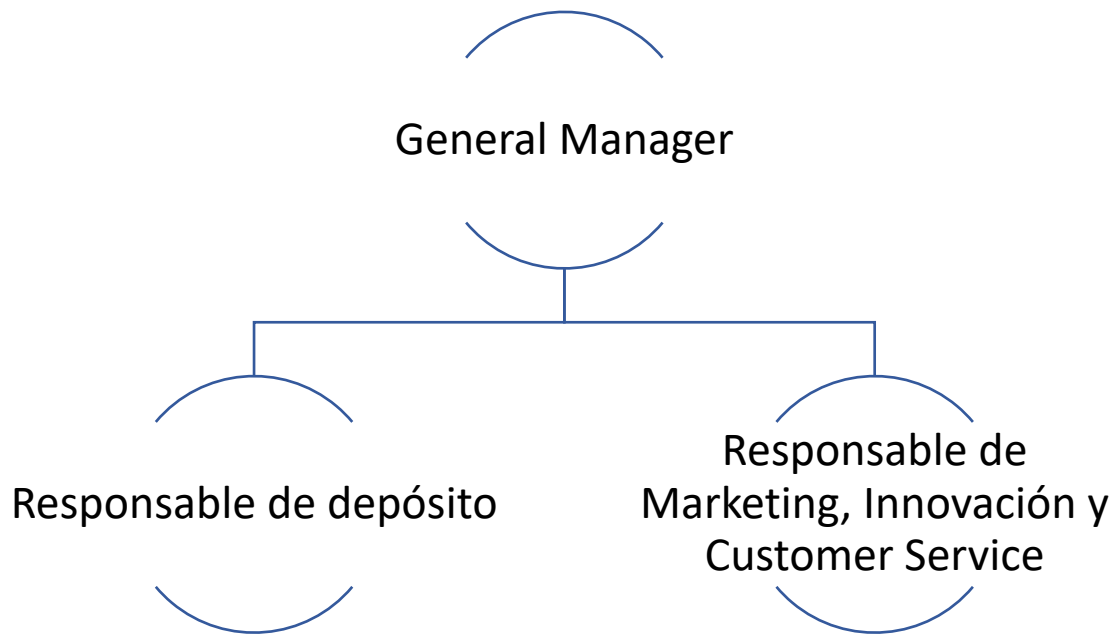 General Manager
Responsable de depósito
Responsable de
Marketing, Innovación y
Customer Service